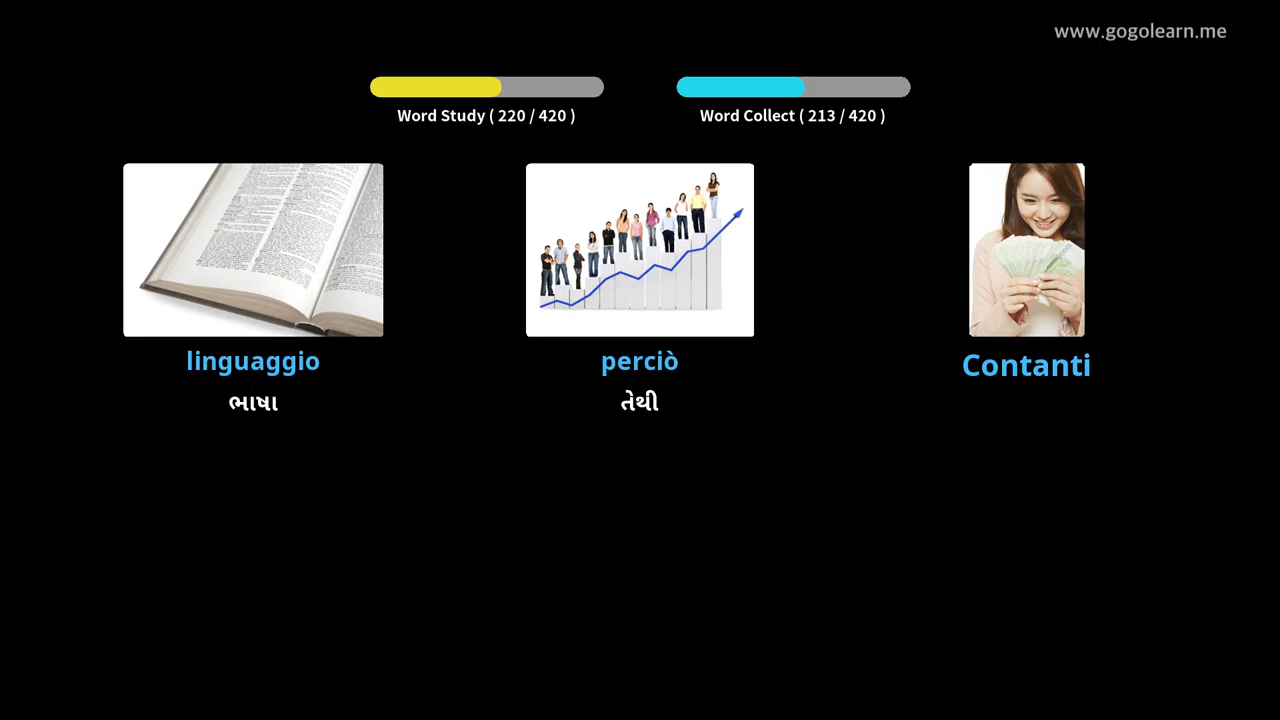 www.gogolearn.me
Word Study ( 220 / 420 )
Word Collect ( 213 / 420 )
linguaggio
ભાષા
perciò
તેથી
Contanti